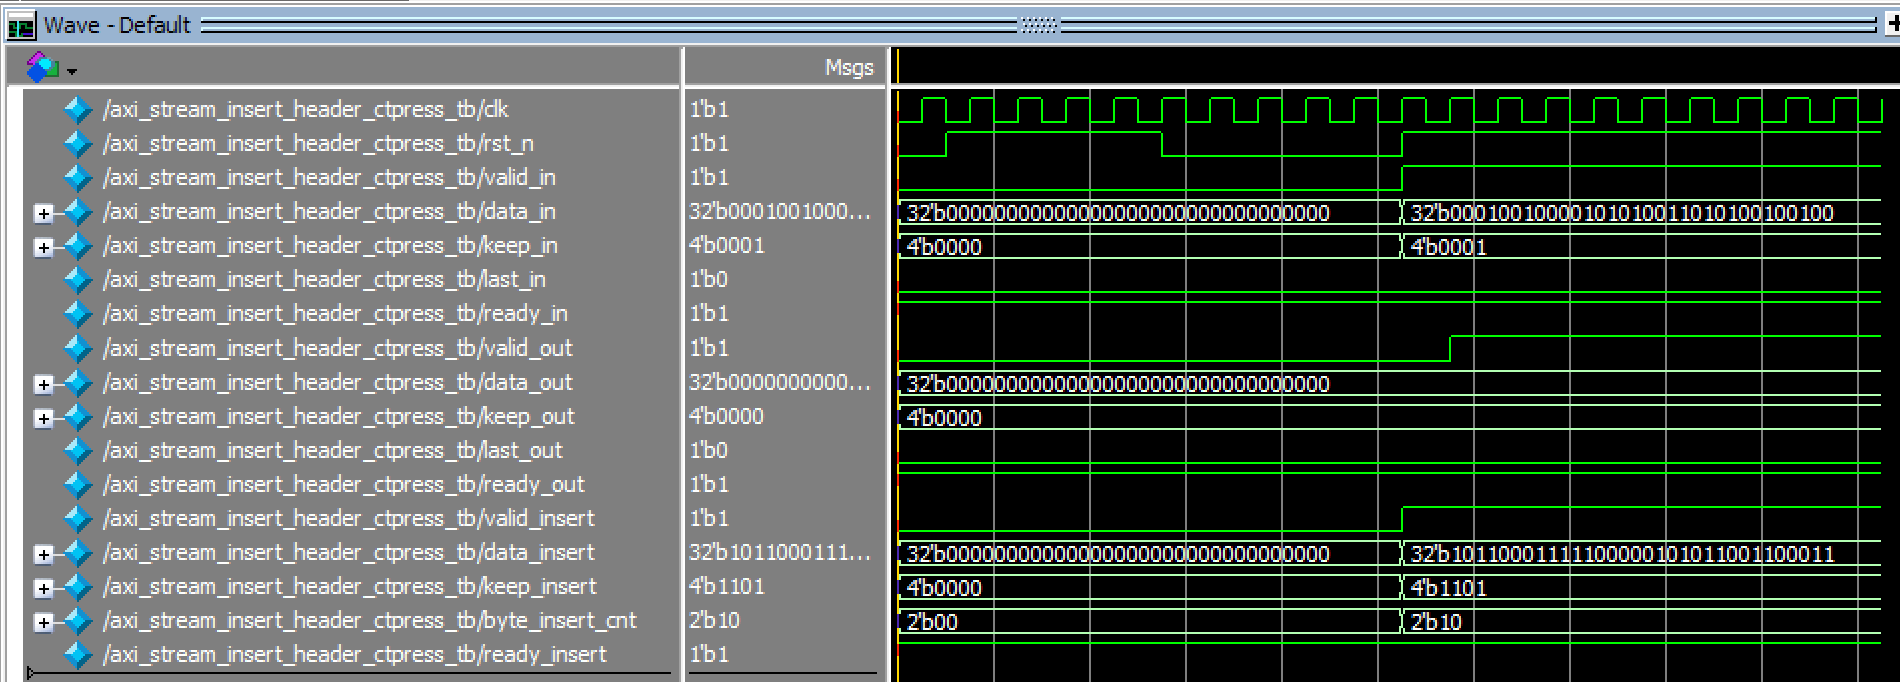 Wave - Default
Msgs
/axi_stream_insert_header_ctpress_tb/clk 1'b1
/axi_stream_insert_header_ctpress_tb/rst_n 1'b1
/axi_stream_insert_header_ctpress_tb/valid_in 1'b1
/axi_stream_insert_header_ctpress_tb/data_in 32'b0001001000... 32'b00000000000000000000000000000000 32'b00010010000101010011010100100100
/axi_stream_insert_header_ctpress_tb/keep_in 4'b0001 4'b0000 4'b0001
/axi_stream_insert_header_ctpress_tb/last_in 1'b0
/axi_stream_insert_header_ctpress_tb/ready_in 1'b1
/axi_stream_insert_header_ctpress_tb/valid_out 1'b1
/axi_stream_insert_header_ctpress_tb/data_out 32'b0000000000... 32'b00000000000000000000000000000000
/axi_stream_insert_header_ctpress_tb/keep_out 4'b0000 4'b0000
/axi_stream_insert_header_ctpress_tb/last_out 1'b0
/axi_stream_insert_header_ctpress_tb/ready_out 1'b1
/axi_stream_insert_header_ctpress_tb/valid_insert 1'b1
/axi_stream_insert_header_ctpress_tb/data_insert 32'b1011000111... 32'b00000000000000000000000000000000 32'b10110001111100000101011001100011
/axi_stream_insert_header_ctpress_tb/keep_insert 4'b1101 4'b0000 4'b1101
/axi_stream_insert_header_ctpress_tb/byte_insert_cnt 2'b10 2'b00 2'b10
/axi_stream_insert_header_ctpress_tb/ready_insert 1'b1